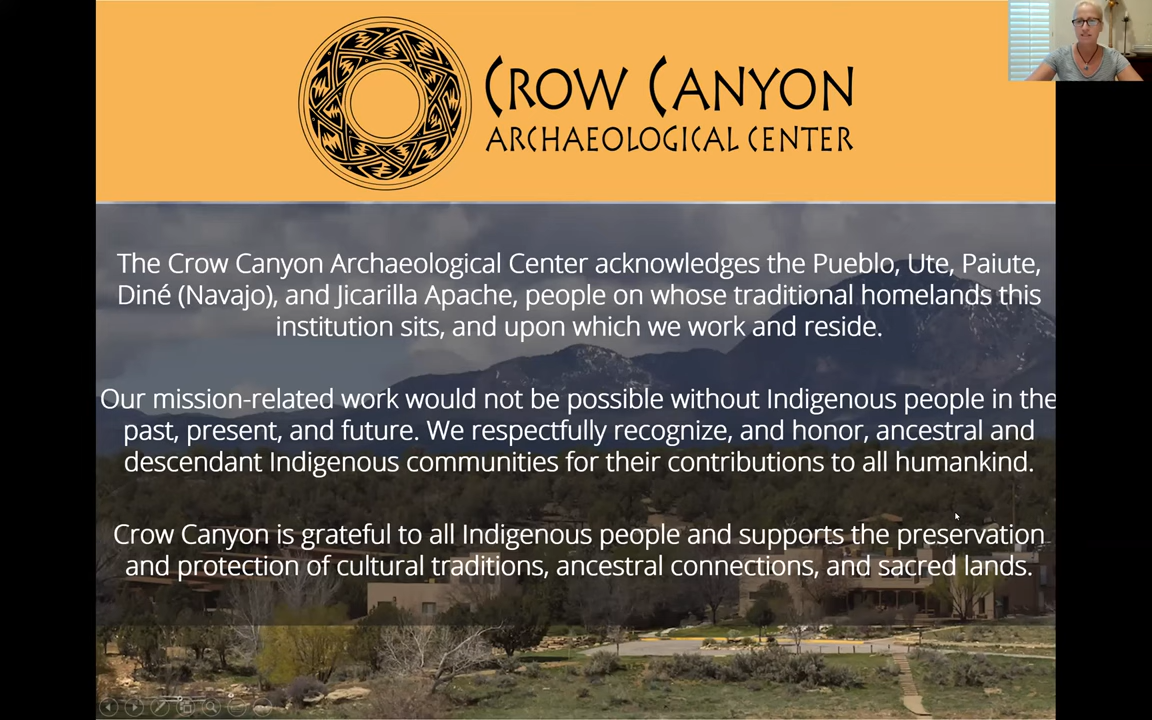 CROW CANYON
ARCHAEOLOGICAL CENTER
The Crow Canyon Archaeological Center acknowledges the Pueblo, Ute, Paiute,
Diné (Navajo), and Jicarilla Apache, people on whose traditional homelands this
institution sits, and upon which we work and reside.
Our mission-related work would not be possible without Indigenous people in the
past, present, and future. We respectfully recognize, and honor, ancestral and
descendant Indigenous communities for their contributions to all humankind.
Crow Canyon is grateful to all Indigenous people and supports the preservation
and protection of cultural traditions, ancestral connections, and sacred lands.